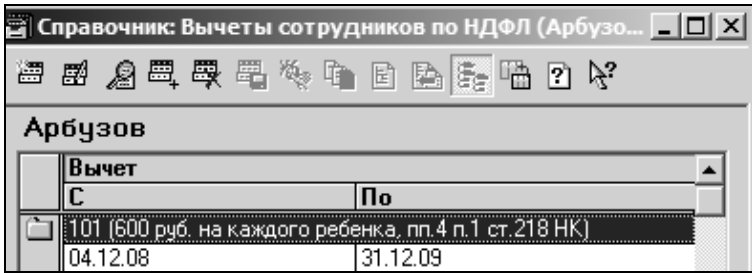 Справочник: Вычеты сотрудников по НДФЛ (Арбузо...
Арбузов
Вычет
С По
101 (600 руб. на каждого ребенка, пп.4 п.1 ст.218 НК)
04.12.08 31.12.09